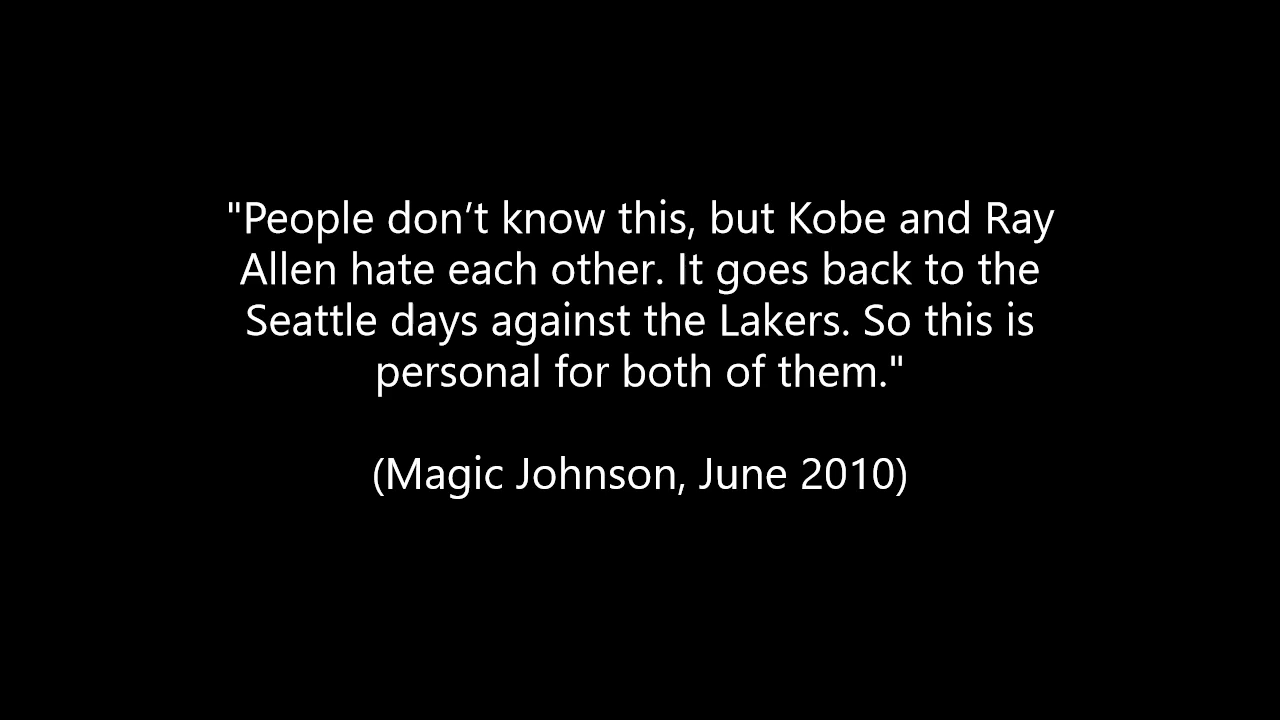 "People don’t know this, but Kobe and Ray
Allen hate each other. It goes back to the
Seattle days against the Lakers. So this is
personal for both of them."
(Magic Johnson, June 2010)